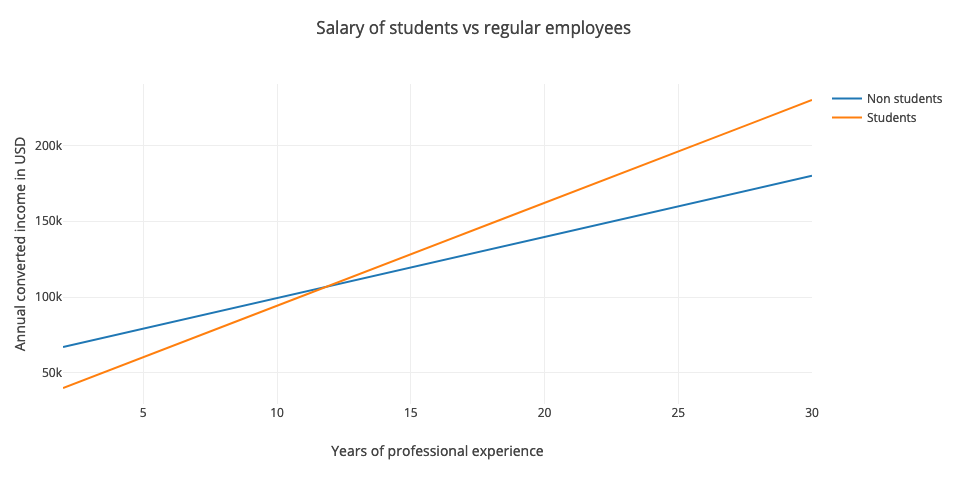 Salary of students vs regular employees
Non students
Students
Annual converted income in USD
200k
150k
100k
50k
5 10 15 20 25 30
Years of professional experience